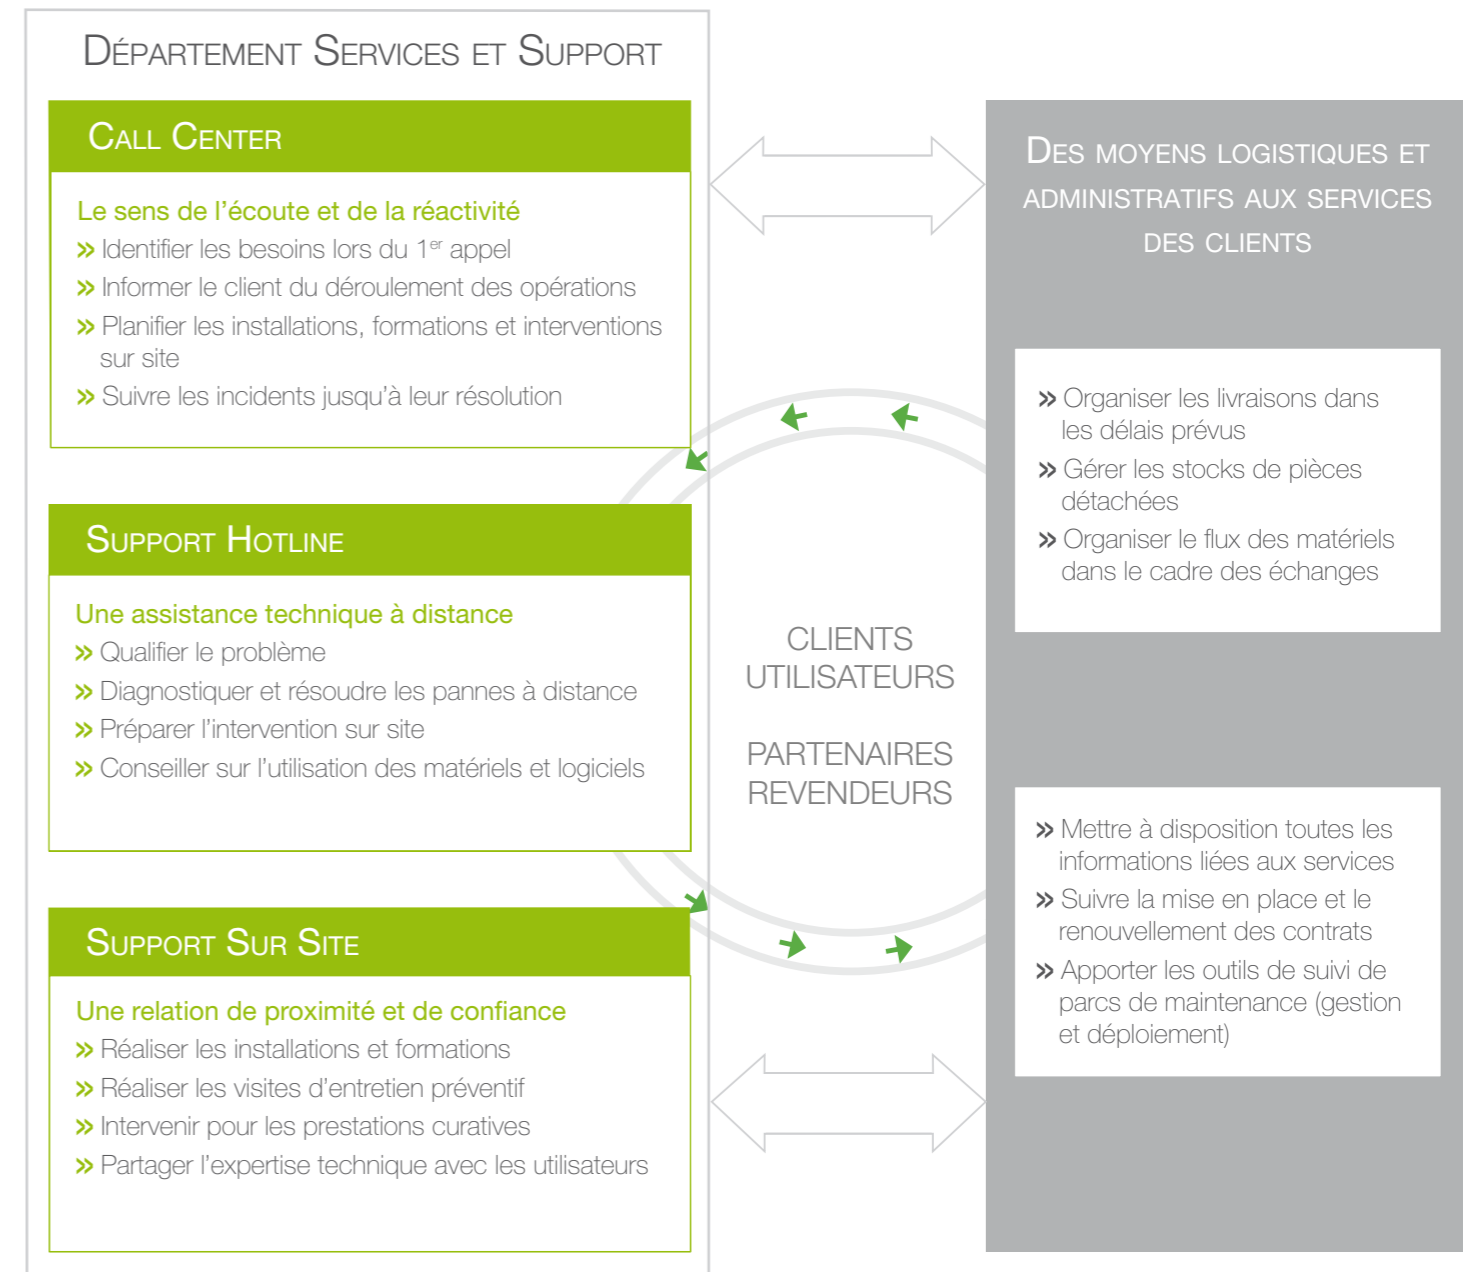 Département Services et Support
Call Center
Le sens de l’écoute et de la réactivité
» Identifier les besoins lors du 1er appel
» Informer le client du déroulement des opérations
» Planifier les installations, formations et interventions
sur site
» Suivre les incidents jusqu’à leur résolution
Support Hotline
Une assistance technique à distance
» Qualifier le problème
» Diagnostiquer et résoudre les pannes à distance
» Préparer l’intervention sur site
» Conseiller sur l’utilisation des matériels et logiciels
Support Sur Site
Une relation de proximité et de confiance
» Réaliser les installations et formations
» Réaliser les visites d’entretien préventif
» Intervenir pour les prestations curatives
» Partager l’expertise technique avec les utilisateurs
CLIENTS
UTILISATEURS
PARTENAIRES
REVENDEURS
Des moyens logistiques et
administratifs aux services
des clients
» Organiser les livraisons dans
les délais prévus
» Gérer les stocks de pièces
détachées
» Organiser le flux des matériels
dans le cadre des échanges
» Mettre à disposition toutes les
informations liées aux services
» Suivre la mise en place et le
renouvellement des contrats
» Apporter les outils de suivi de
parcs de maintenance (gestion
et déploiement)